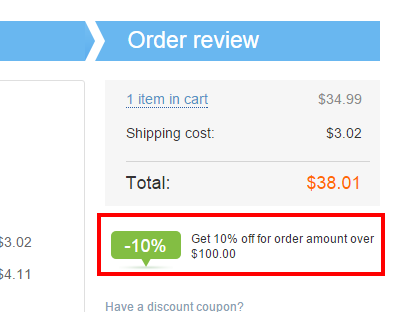 Order review
1 item in cart $34.99
Shipping cost: $3.02
Total: $38.01
$3.02
-10% Get 10% off for order amount over
$100.00
$4.11
Have a discount coupon?